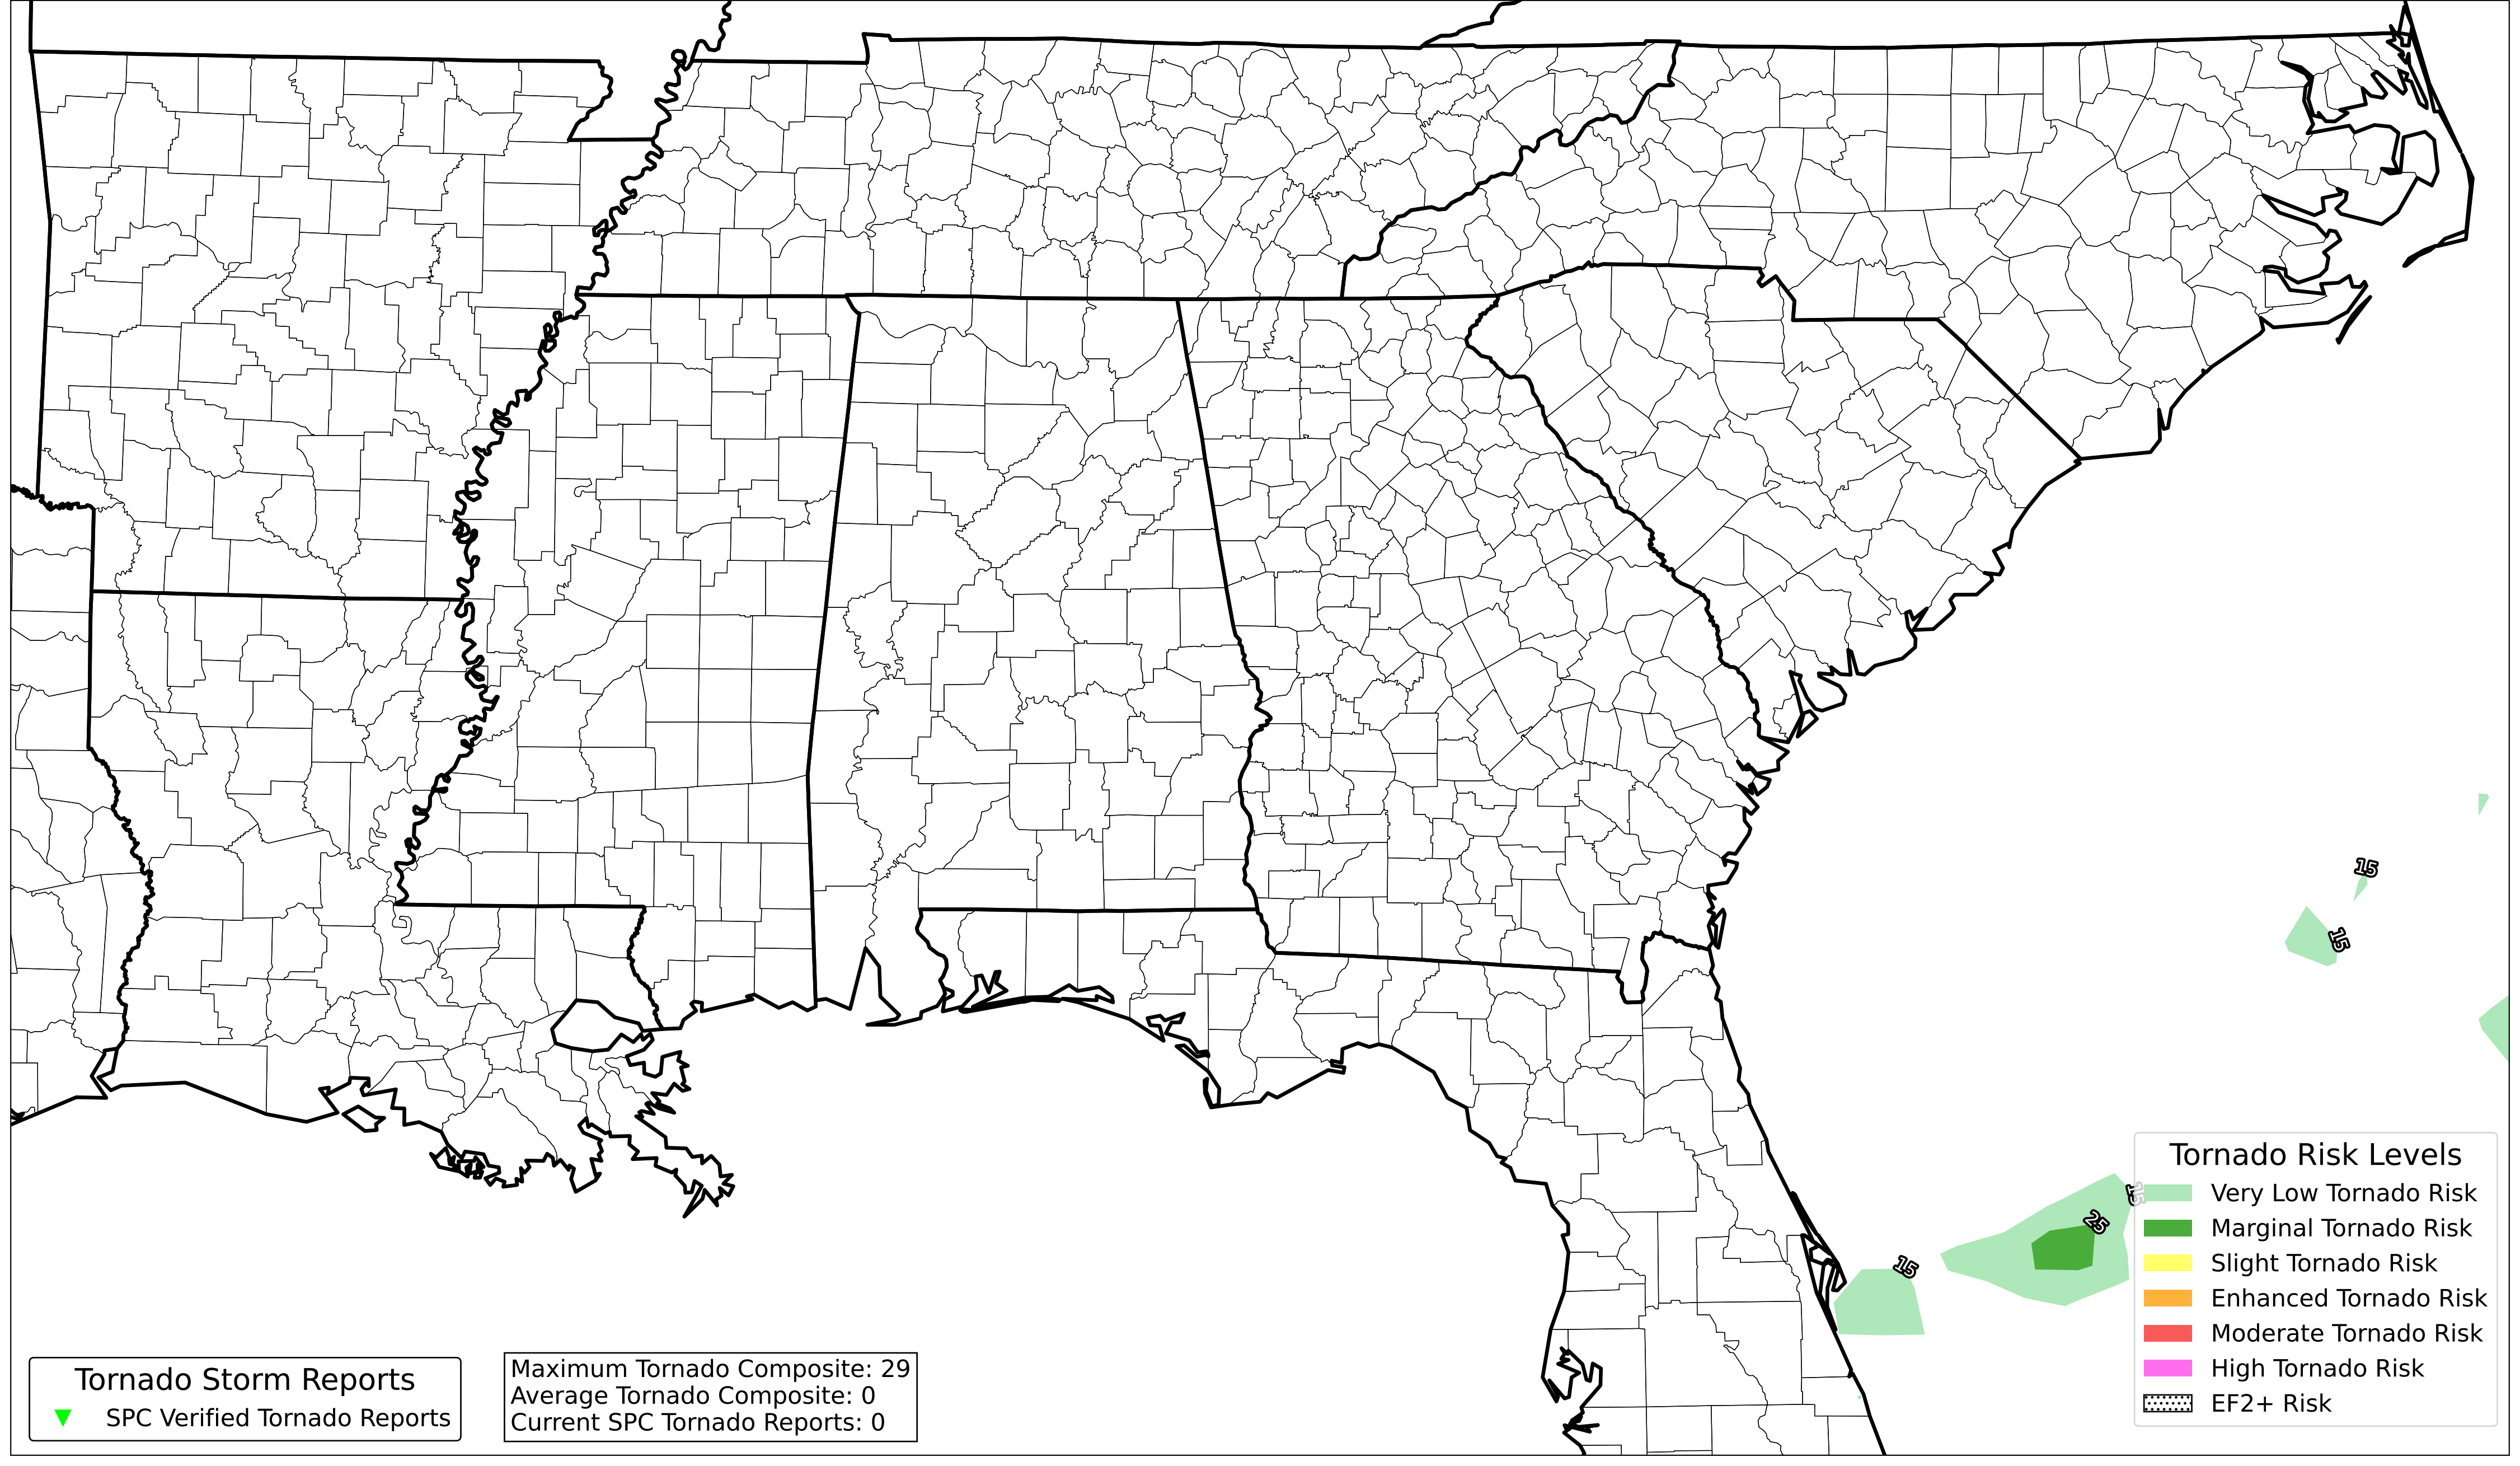 15
15
15
25
15
Tornado Risk Levels
Very Low Tornado Risk
Marginal Tornado Risk
Slight Tornado Risk
Enhanced Tornado Risk
Moderate Tornado Risk
High Tornado Risk
EF2+ Risk
Tornado Storm Reports
SPC Verified Tornado Reports
Maximum Tornado Composite: 29
Average Tornado Composite: 0
Current SPC Tornado Reports: 0